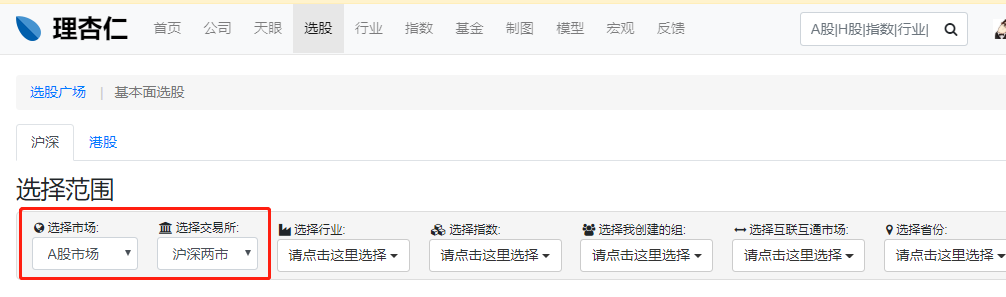 理杏仁 首页 公司 天眼 选股 行业 指数 基金 制图 模型 宏观 反馈 A股|H股|指数|行业|
选股广场 | 基本面选股
沪深 港股
选择范围
选择市场: 选择交易所: 选择行业: 选择指数: 选择我创建的组: 选择互联互通市场: 选择省份:
A股市场 沪深两市 请点击这里选择 请点击这里选择 请点击这里选择 请点击这里选择 请点击这里选择